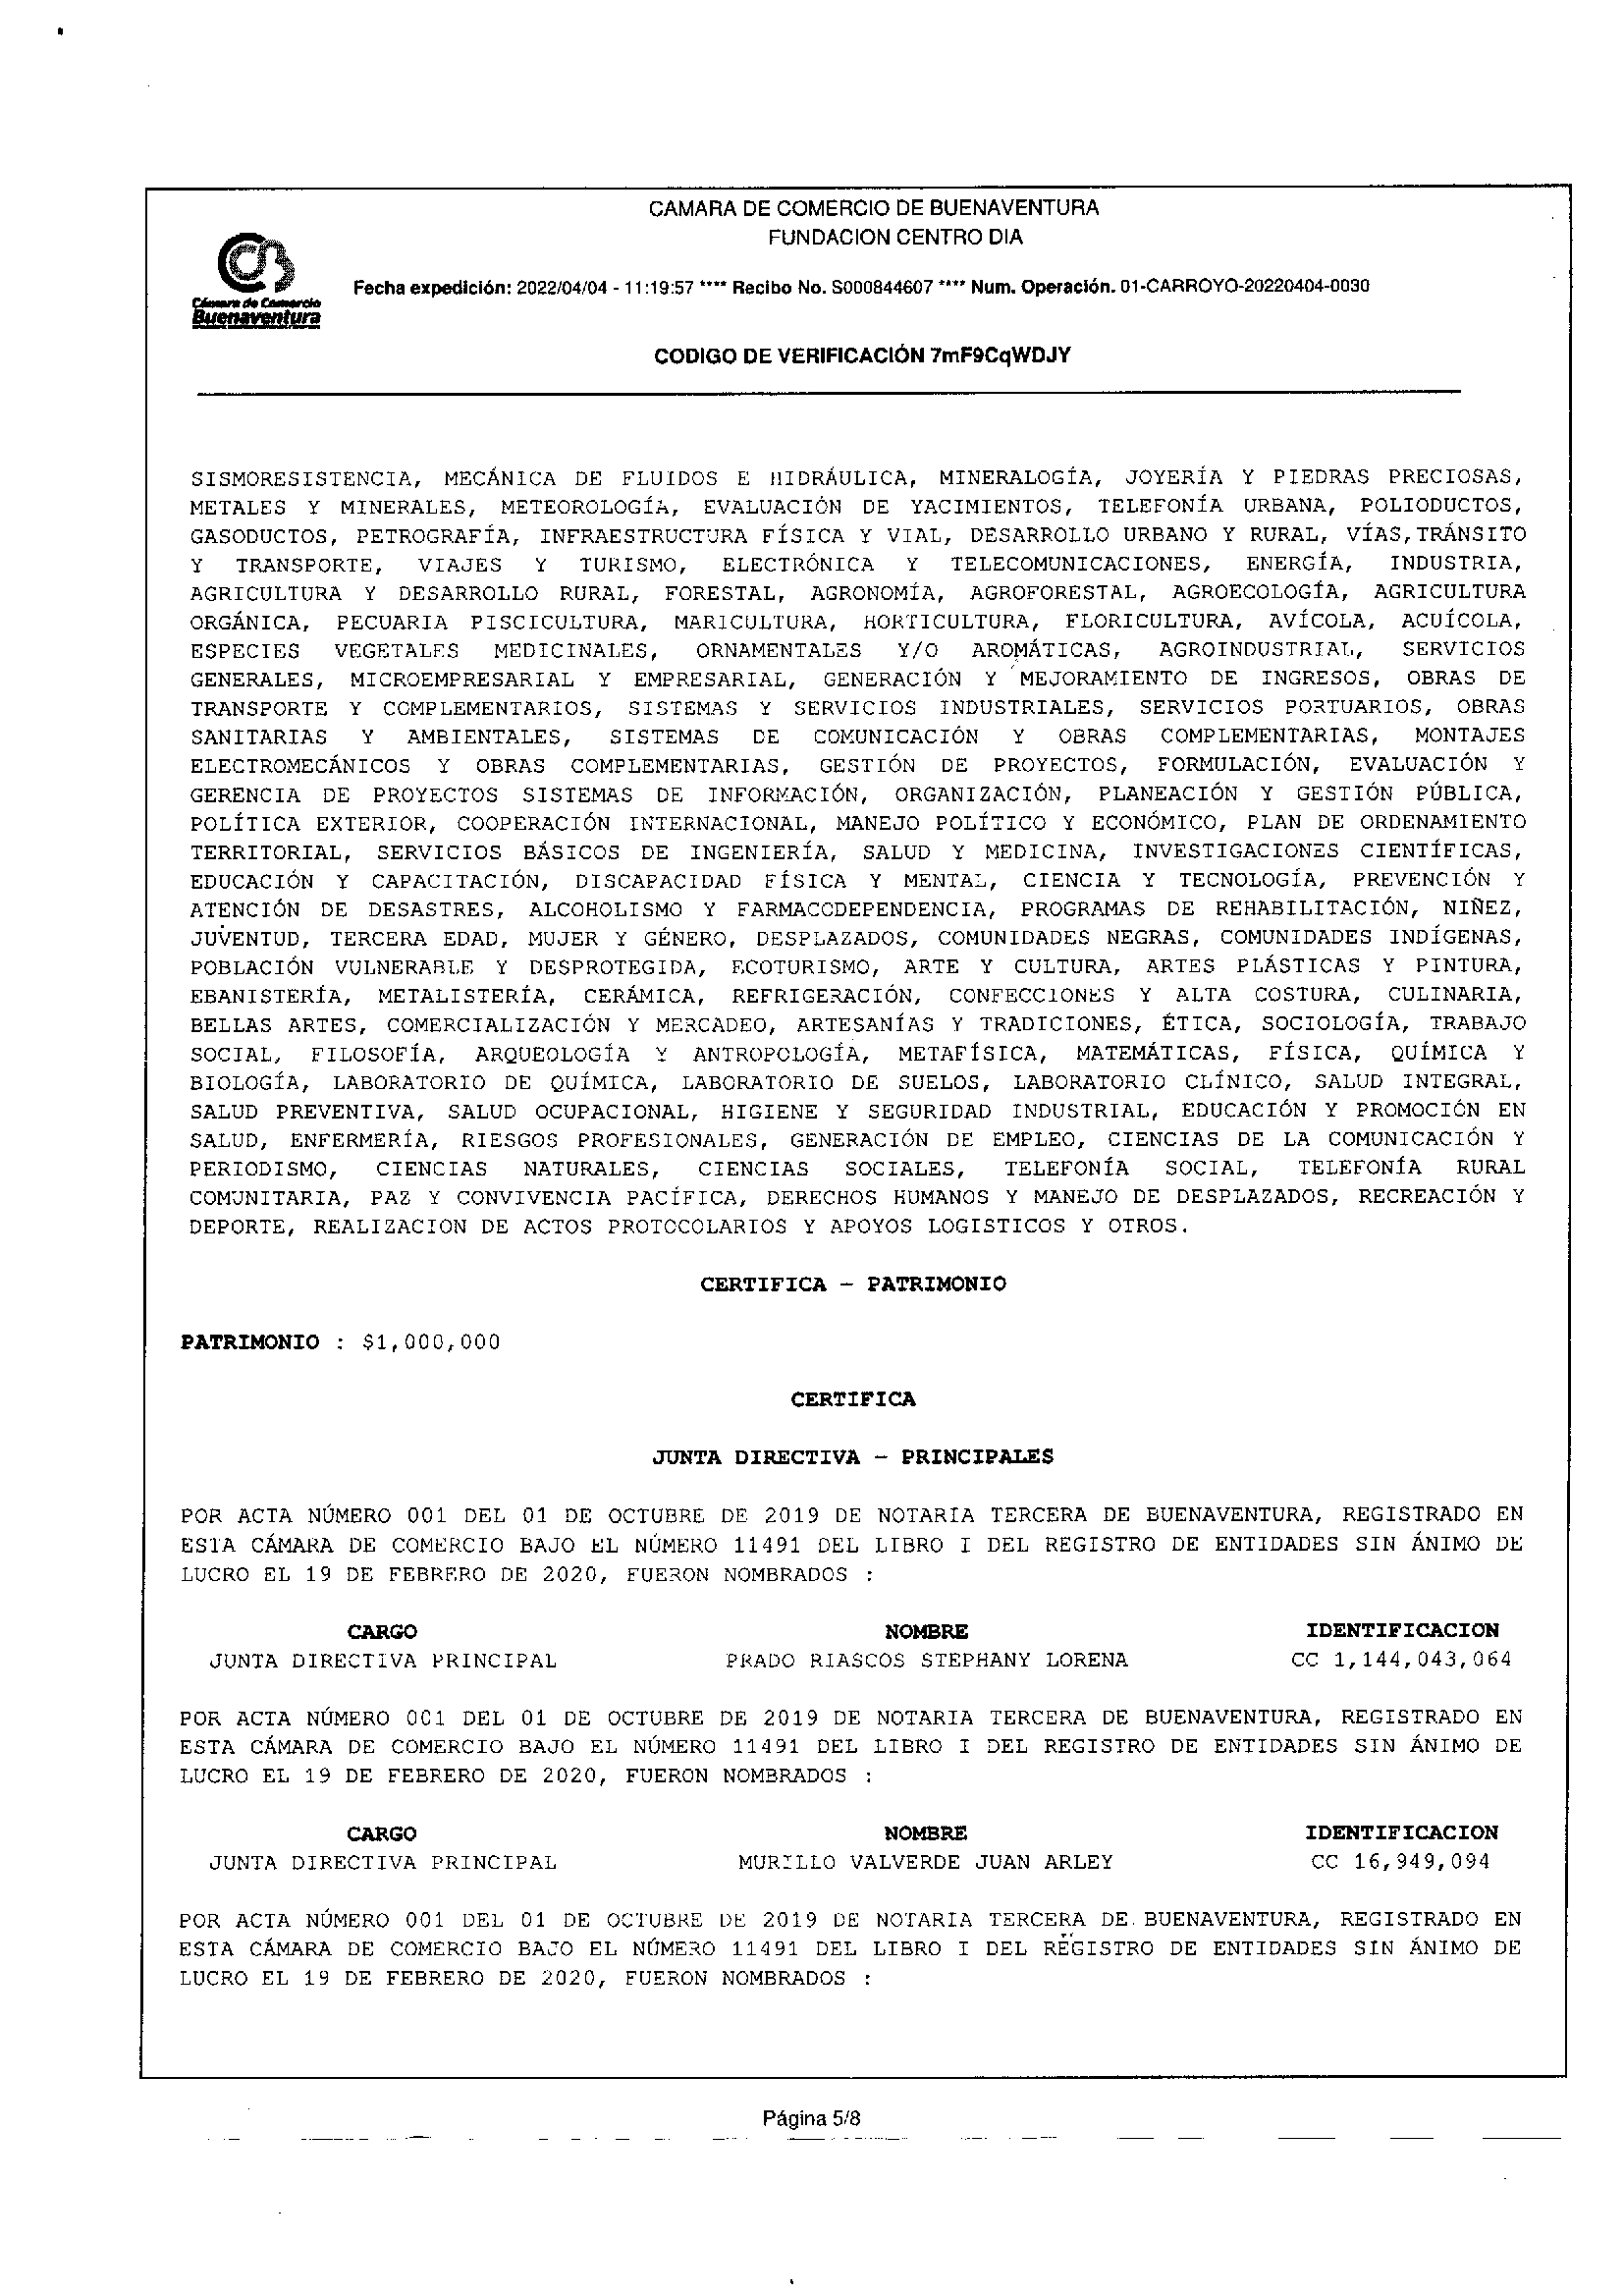 CAMARA DE COMERCIO DE BUENAVENTURA
FUNDACION CENTRO DIA
Cámara de Comercio
Buenaventura
Fecha expedición: 2022/04/04 - 11:19:57 **** Recibo No. S000844607 **** Num. Operación. 01-CARROYO-20220404-0030
CODIGO DE VERIFICACIÓN 7mF9CqWDJY
SISMORESISTENCIA, MECÁNICA DE FLUIDOS E HIDRÁULICA, MINERALOGÍA, JOYERÍA Y PIEDRAS PRECIOSAS,
METALES Y MINERALES, METEOROLOGÍA, EVALUACIÓN DE YACIMIENTOS, TELEFONÍA URBANA, POLIODUCTOS,
GASODUCTOS, PETROGRAFÍA, INFRAESTRUCTURA FÍSICA Y VIAL, DESARROLLO URBANO Y RURAL, VÍAS,TRÁNSITO
Y TRANSPORTE, VIAJES Y TURISMO, ELECTRÓNICA Y TELECOMUNICACIONES, ENERGÍA, INDUSTRIA,
AGRICULTURA Y DESARROLLO RURAL, FORESTAL, AGRONOMÍA, AGROFORESTAL, AGROECOLOGÍA, AGRICULTURA
ORGÁNICA, PECUARIA PISCICULTURA, MARICULTURA, HORTICULTURA, FLORICULTURA, AVÍCOLA, ACUÍCOLA,
ESPECIES VEGETALES MEDICINALES, ORNAMENTALES Y/O AROMÁTICAS, AGROINDUSTRIAL, SERVICIOS
GENERALES, MICROEMPRESARIAL Y EMPRESARIAL, GENERACIÓN Y MEJORAMIENTO DE INGRESOS, OBRAS DE
TRANSPORTE Y COMPLEMENTARIOS, SISTEMAS Y SERVICIOS INDUSTRIALES, SERVICIOS PORTUARIOS, OBRAS
SANITARIAS Y AMBIENTALES, SISTEMAS DE COMUNICACIÓN Y OBRAS COMPLEMENTARIAS, MONTAJES
ELECTROMECÁNICOS Y OBRAS COMPLEMENTARIAS, GESTIÓN DE PROYECTOS, FORMULACIÓN, EVALUACIÓN Y
GERENCIA DE PROYECTOS SISTEMAS DE INFORMACIÓN, ORGANIZACIÓN, PLANEACIÓN Y GESTIÓN PÚBLICA,
POLÍTICA EXTERIOR, COOPERACIÓN INTERNACIONAL, MANEJO POLÍTICO Y ECONÓMICO, PLAN DE ORDENAMIENTO
TERRITORIAL, SERVICIOS BÁSICOS DE INGENIERÍA, SALUD Y MEDICINA, INVESTIGACIONES CIENTÍFICAS,
EDUCACIÓN Y CAPACITACIÓN, DISCAPACIDAD FÍSICA Y MENTAL, CIENCIA Y TECNOLOGÍA, PREVENCIÓN Y
ATENCIÓN DE DESASTRES, ALCOHOLISMO Y FARMACODEPENDENCIA, PROGRAMAS DE REHABILITACIÓN, NIÑEZ,
JUVENTUD, TERCERA EDAD, MUJER Y GÉNERO, DESPLAZADOS, COMUNIDADES NEGRAS, COMUNIDADES INDÍGENAS,
POBLACIÓN VULNERABLE Y DESPROTEGIDA, ECOTURISMO, ARTE Y CULTURA, ARTES PLÁSTICAS Y PINTURA,
EBANISTERÍA, METALISTERÍA, CERÁMICA, REFRIGERACIÓN, CONFECCIONES Y ALTA COSTURA, CULINARIA,
BELLAS ARTES, COMERCIALIZACIÓN Y MERCADEO, ARTESANÍAS Y TRADICIONES, ÉTICA, SOCIOLOGÍA, TRABAJO
SOCIAL, FILOSOFÍA, ARQUEOLOGÍA Y ANTROPOLOGÍA, METAFÍSICA, MATEMÁTICAS, FÍSICA, QUÍMICA Y
BIOLOGÍA, LABORATORIO DE QUÍMICA, LABORATORIO DE SUELOS, LABORATORIO CLÍNICO, SALUD INTEGRAL,
SALUD PREVENTIVA, SALUD OCUPACIONAL, HIGIENE Y SEGURIDAD INDUSTRIAL, EDUCACIÓN Y PROMOCIÓN EN
SALUD, ENFERMERÍA, RIESGOS PROFESIONALES, GENERACIÓN DE EMPLEO, CIENCIAS DE LA COMUNICACIÓN Y
PERIODISMO, CIENCIAS NATURALES, CIENCIAS SOCIALES, TELEFONÍA SOCIAL, TELEFONÍA RURAL
COMUNITARIA, PAZ Y CONVIVENCIA PACÍFICA, DERECHOS HUMANOS Y MANEJO DE DESPLAZADOS, RECREACIÓN Y
DEPORTE, REALIZACION DE ACTOS PROTOCOLARIOS Y APOYOS LOGISTICOS Y OTROS.
CERTIFICA - PATRIMONIO
PATRIMONIO : $1,000,000
CERTIFICA
JUNTA DIRECTIVA - PRINCIPALES
POR ACTA NÚMERO 001 DEL 01 DE OCTUBRE DE 2019 DE NOTARIA TERCERA DE BUENAVENTURA, REGISTRADO EN
ESTA CÁMARA DE COMERCIO BAJO EL NÚMERO 11491 DEL LIBRO I DEL REGISTRO DE ENTIDADES SIN ÁNIMO DE
LUCRO EL 19 DE FEBRERO DE 2020, FUERON NOMBRADOS :
CARGO NOMBRE IDENTIFICACION
JUNTA DIRECTIVA PRINCIPAL PRADO RIASCOS STEPHANY LORENA CC 1,144,043,064
POR ACTA NÚMERO 001 DEL 01 DE OCTUBRE DE 2019 DE NOTARIA TERCERA DE BUENAVENTURA, REGISTRADO EN
ESTA CÁMARA DE COMERCIO BAJO EL NÚMERO 11491 DEL LIBRO I DEL REGISTRO DE ENTIDADES SIN ÁNIMO DE
LUCRO EL 19 DE FEBRERO DE 2020, FUERON NOMBRADOS :
CARGO NOMBRE IDENTIFICACION
JUNTA DIRECTIVA PRINCIPAL MURILLO VALVERDE JUAN ARLEY CC 16,949,094
POR ACTA NÚMERO 001 DEL 01 DE OCTUBRE DE 2019 DE NOTARIA TERCERA DE BUENAVENTURA, REGISTRADO EN
ESTA CÁMARA DE COMERCIO BAJO EL NÚMERO 11491 DEL LIBRO I DEL REGISTRO DE ENTIDADES SIN ÁNIMO DE
LUCRO EL 19 DE FEBRERO DE 2020, FUERON NOMBRADOS :
Página 5/8